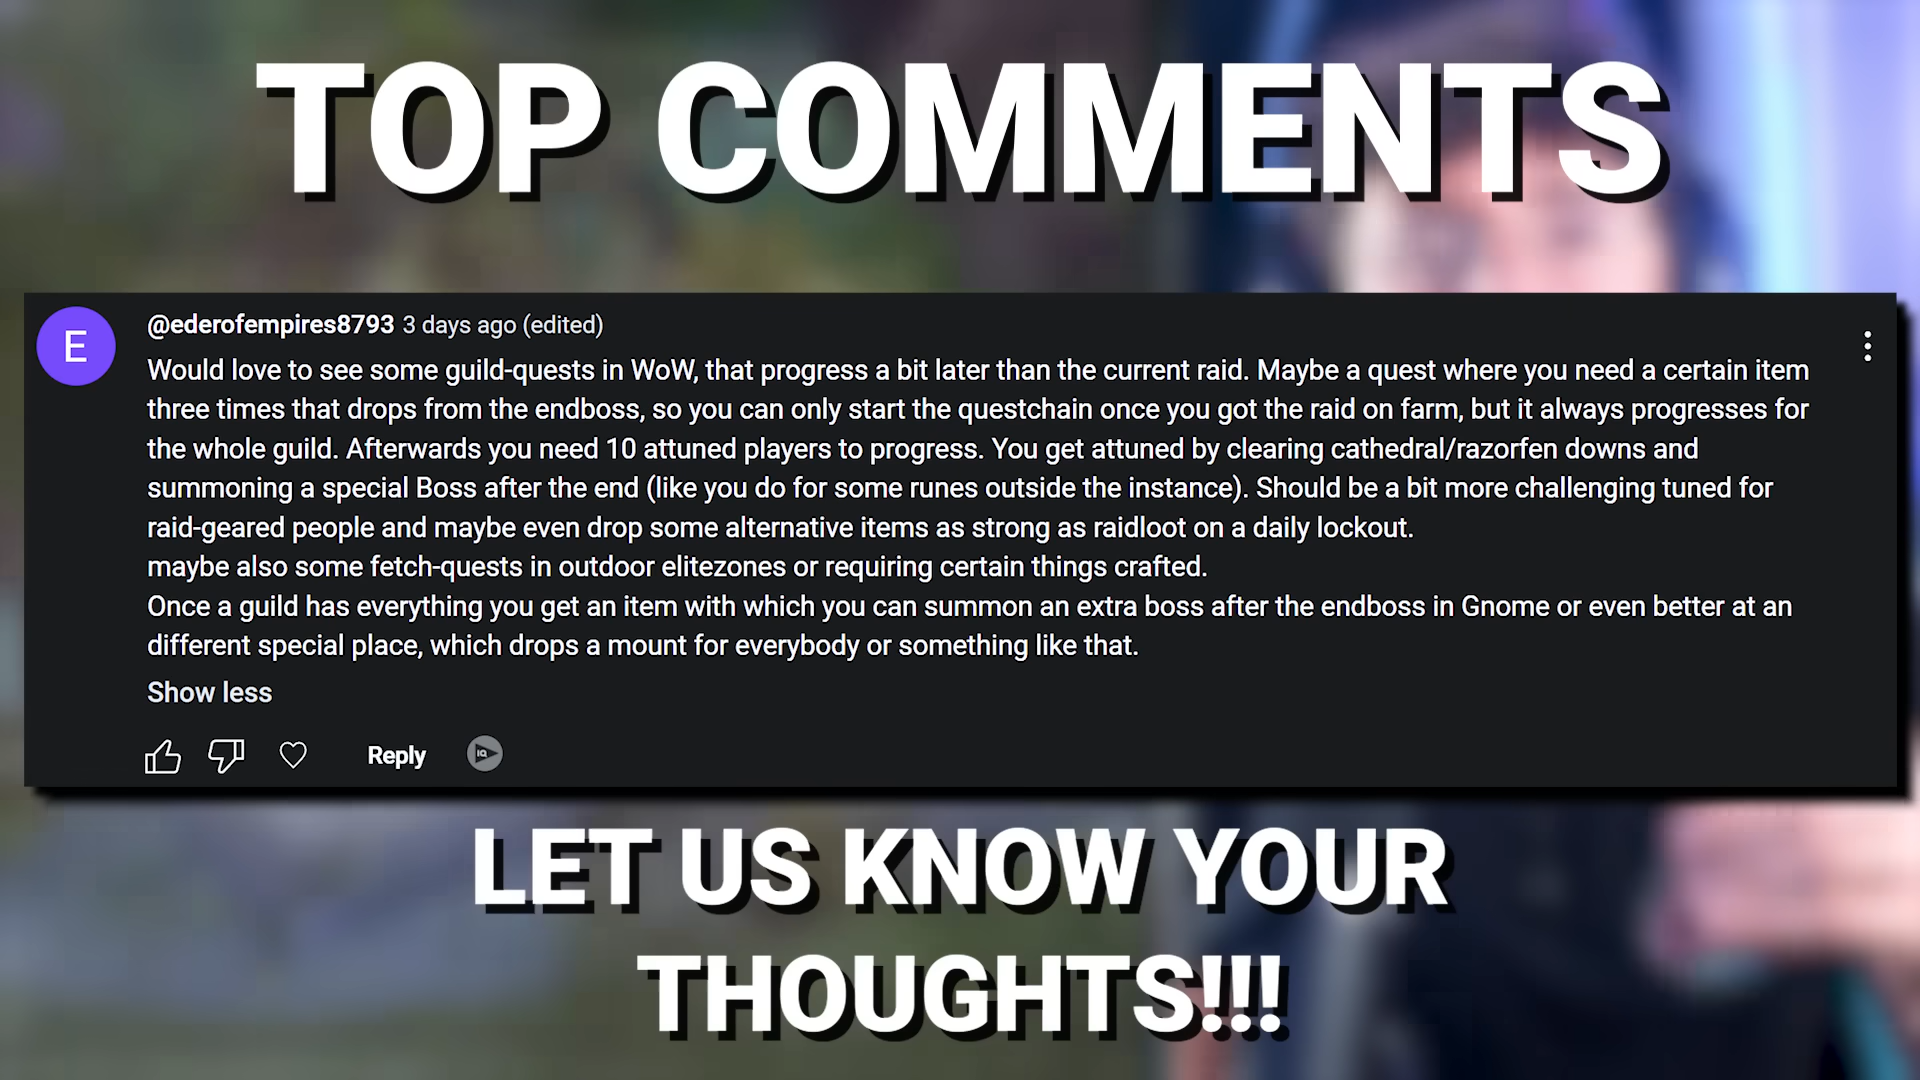 TOP COMMENTS
E
@ederofempires8793 3 days ago (edited)
Would love to see some guild-quests in WoW, that progress a bit later than the current raid. Maybe a quest where you need a certain item
three times that drops from the endboss, so you can only start the questchain once you got the raid on farm, but it always progresses for
the whole guild. Afterwards you need 10 attuned players to progress. You get attuned by clearing cathedral/razorfen downs and
summoning a special Boss after the end (like you do for some runes outside the instance). Should be a bit more challenging tuned for
raid-geared people and maybe even drop some alternative items as strong as raidloot on a daily lockout.
maybe also some fetch-quests in outdoor elitezones or requiring certain things crafted.
Once a guild has everything you get an item with which you can summon an extra boss after the endboss in Gnome or even better at an
different special place, which drops a mount for everybody or something like that.
Show less
Reply
IQ
LET US KNOW YOUR
THOUGHTS!!!